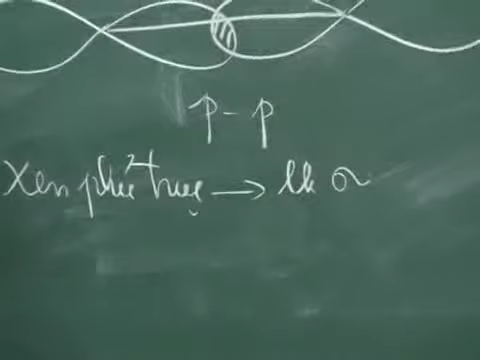 p - p
Xen phủ trục → lk σ